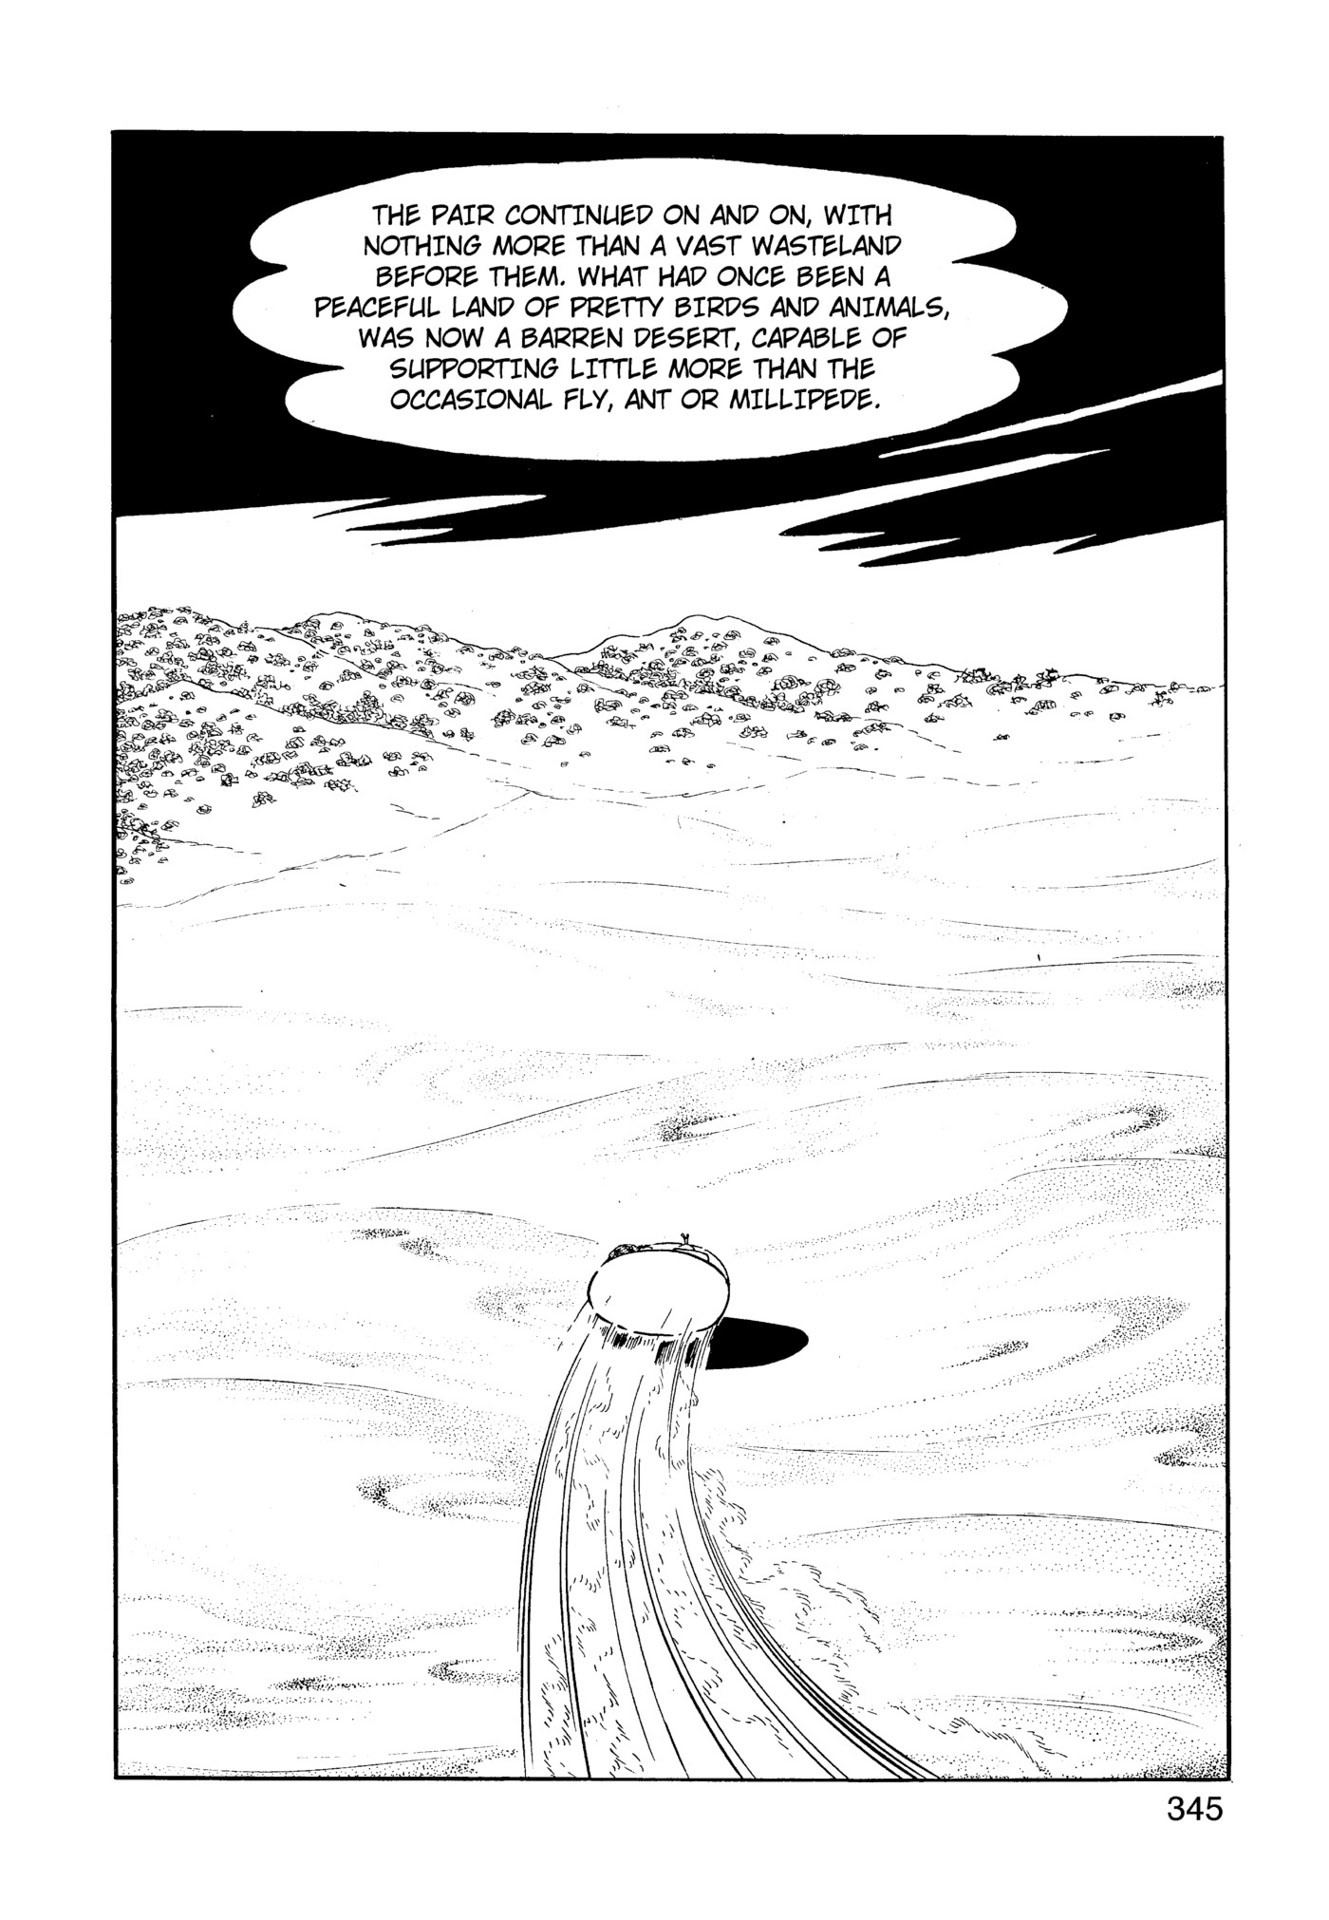 THE PAIR CONTINUED ON AND ON, WITH
NOTHING MORE THAN A VAST WASTELAND
BEFORE THEM. WHAT HAD ONCE BEEN A
PEACEFUL LAND OF PRETTY BIRDS AND ANIMALS,
WAS NOW A BARREN DESERT, CAPABLE OF
SUPPORTING LITTLE MORE THAN THE
OCCASIONAL FLY, ANT OR MILLIPEDE.
345